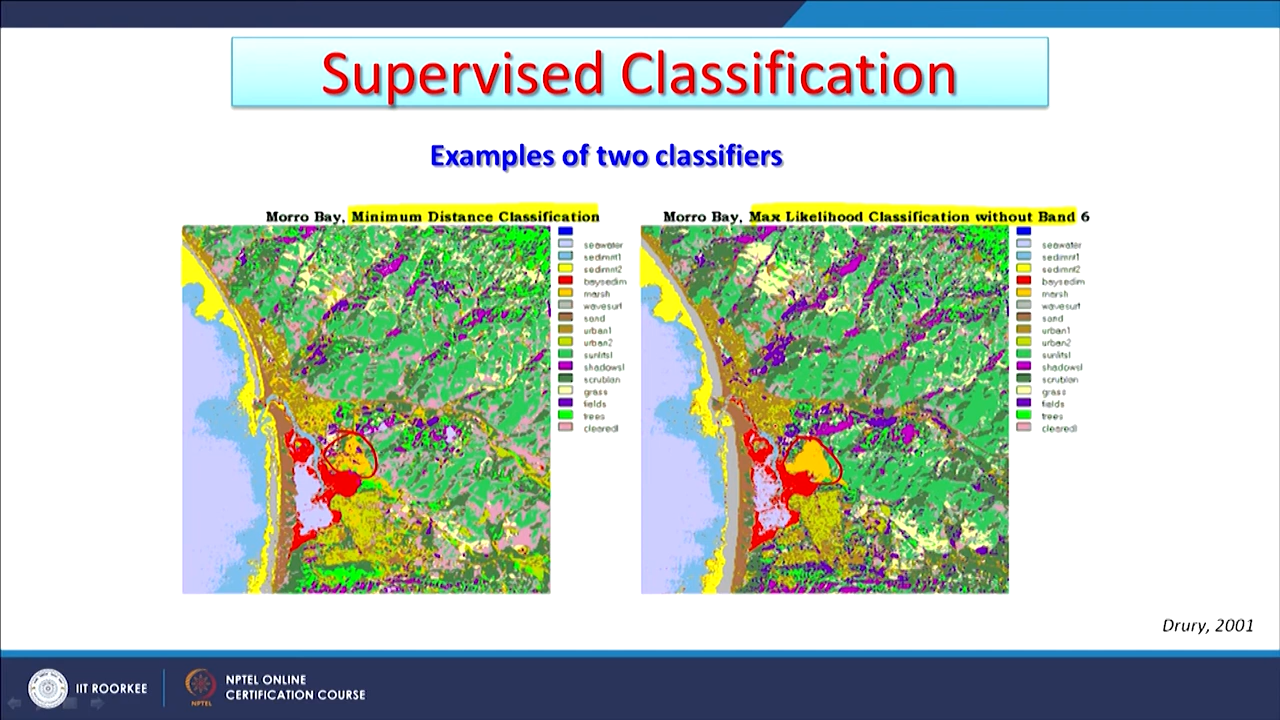 Supervised Classification
Examples of two classifiers
Morro Bay, Minimum Distance Classification
seawater
sedimnt1
sedimnt2
baysedim
marsh
wavesurf
sand
urban1
urban2
sunlitsl
shadowsl
scrublan
grass
fields
trees
clearedl
Morro Bay, Max Likelihood Classification without Band 6
seawater
sedimnt1
sedimnt2
baysedim
marsh
wavesurf
sand
urban1
urban2
sunlitsl
shadowsl
scrublan
grass
fields
trees
clearedl
Drury, 2001
IIT ROORKEE
NPTEL
NPTEL ONLINE
CERTIFICATION COURSE